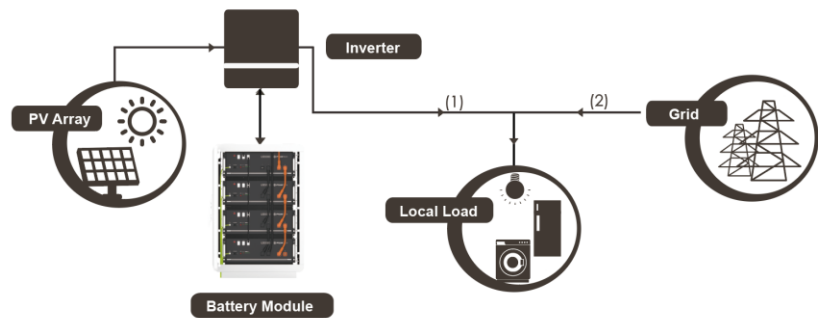 Inverter
PV Array
(1)
(2)
Grid
Local Load
Battery Module